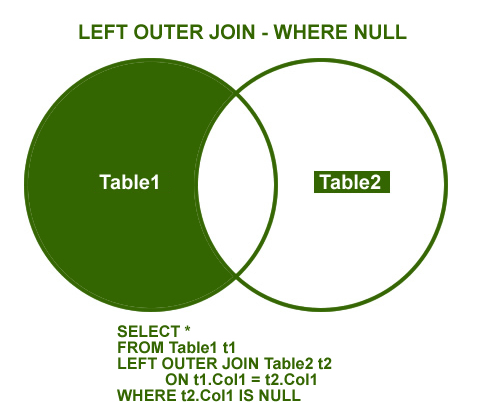 LEFT OUTER JOIN - WHERE NULL
Table1
Table2
SELECT *
FROM Table1 t1
LEFT OUTER JOIN Table2 t2
ON t1.Col1 = t2.Col1
WHERE t2.Col1 IS NULL